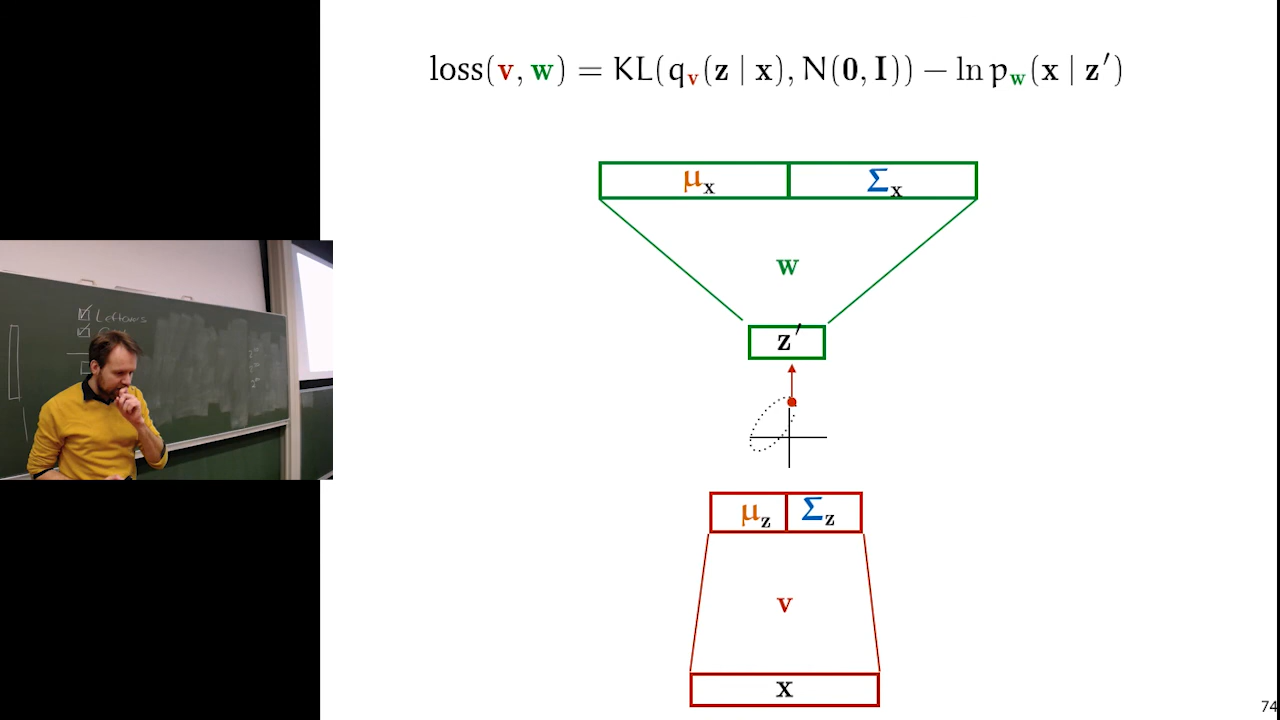 loss(v, w) = KL(q_v(z | x), N(0, I)) − ln p_w(x | z′)
μ_x Σ_x
w
z′
μ_z Σ_z
v
x
74
Leftovers